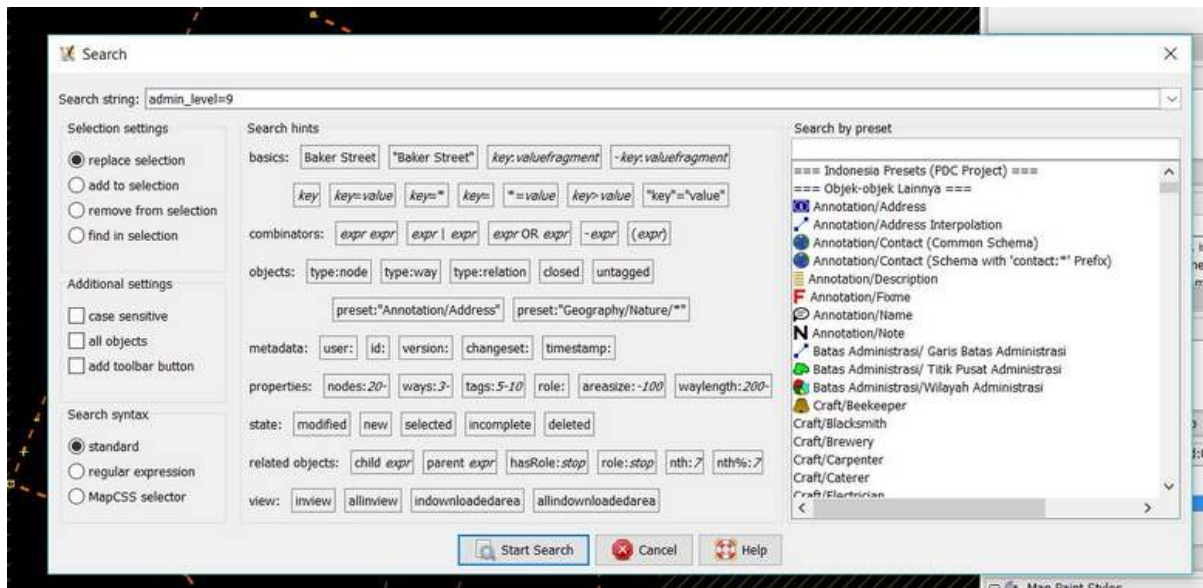 Search
Search string: admin_level=9
Selection settings
replace selection
add to selection
remove from selection
find in selection
Additional settings
case sensitive
all objects
add toolbar button
Search syntax
standard
regular expression
MapCSS selector
Search hints
basics: Baker Street "Baker Street" key:valuefragment -key:valuefragment
key key=value key=* key= *=value key>value "key"="value"
combinators: expr expr expr | expr expr OR expr -expr (expr)
objects: type:node type:way type:relation closed untagged
preset:"Annotation/Address" preset:"Geography/Nature/*"
metadata: user: id: version: changeset: timestamp:
properties: nodes:20- ways:3- tags:5-10 role: areasize:-100 waylength:200-
state: modified new selected incomplete deleted
related objects: child expr parent expr hasRole:stop role:stop nth:7 nth%:7
view: inview allinview indownloadedarea allindownloadedarea
Search by preset
=== Indonesia Presets (PDC Project) ===
=== Objek-objek Lainnya ===
Annotation/Address
Annotation/Address Interpolation
Annotation/Contact (Common Schema)
Annotation/Contact (Schema with 'contact:*' Prefix)
Annotation/Description
Annotation/Fixme
Annotation/Name
Annotation/Note
Batas Administrasi/ Garis Batas Administrasi
Batas Administrasi/ Titik Pusat Administrasi
Batas Administrasi/Wilayah Administrasi
Craft/Beekeeper
Craft/Blacksmith
Craft/Brewery
Craft/Carpenter
Craft/Caterer
Craft/Electrician
Start Search Cancel Help
Map Paint Styles